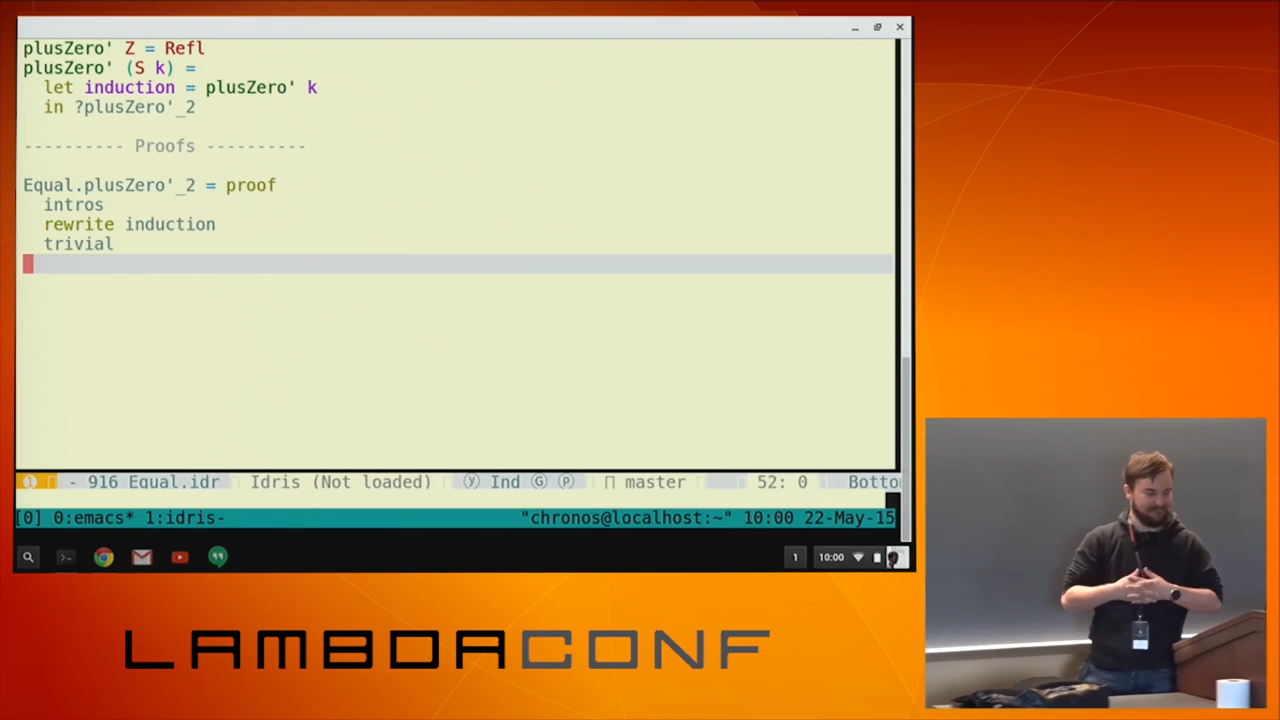 plusZero' Z = Refl
plusZero' (S k) =
let induction = plusZero' k
in ?plusZero'_2
---------- Proofs ----------
Equal.plusZero'_2 = proof
intros
rewrite induction
trivial
- 916 Equal.idr Idris (Not loaded) ⓨ Ind Ⓖ ⓟ master 52: 0 Botto
[0] 0:emacs* 1:idris- "chronos@localhost:~" 10:00 22-May-15
1 10:00
LAMBDACONF